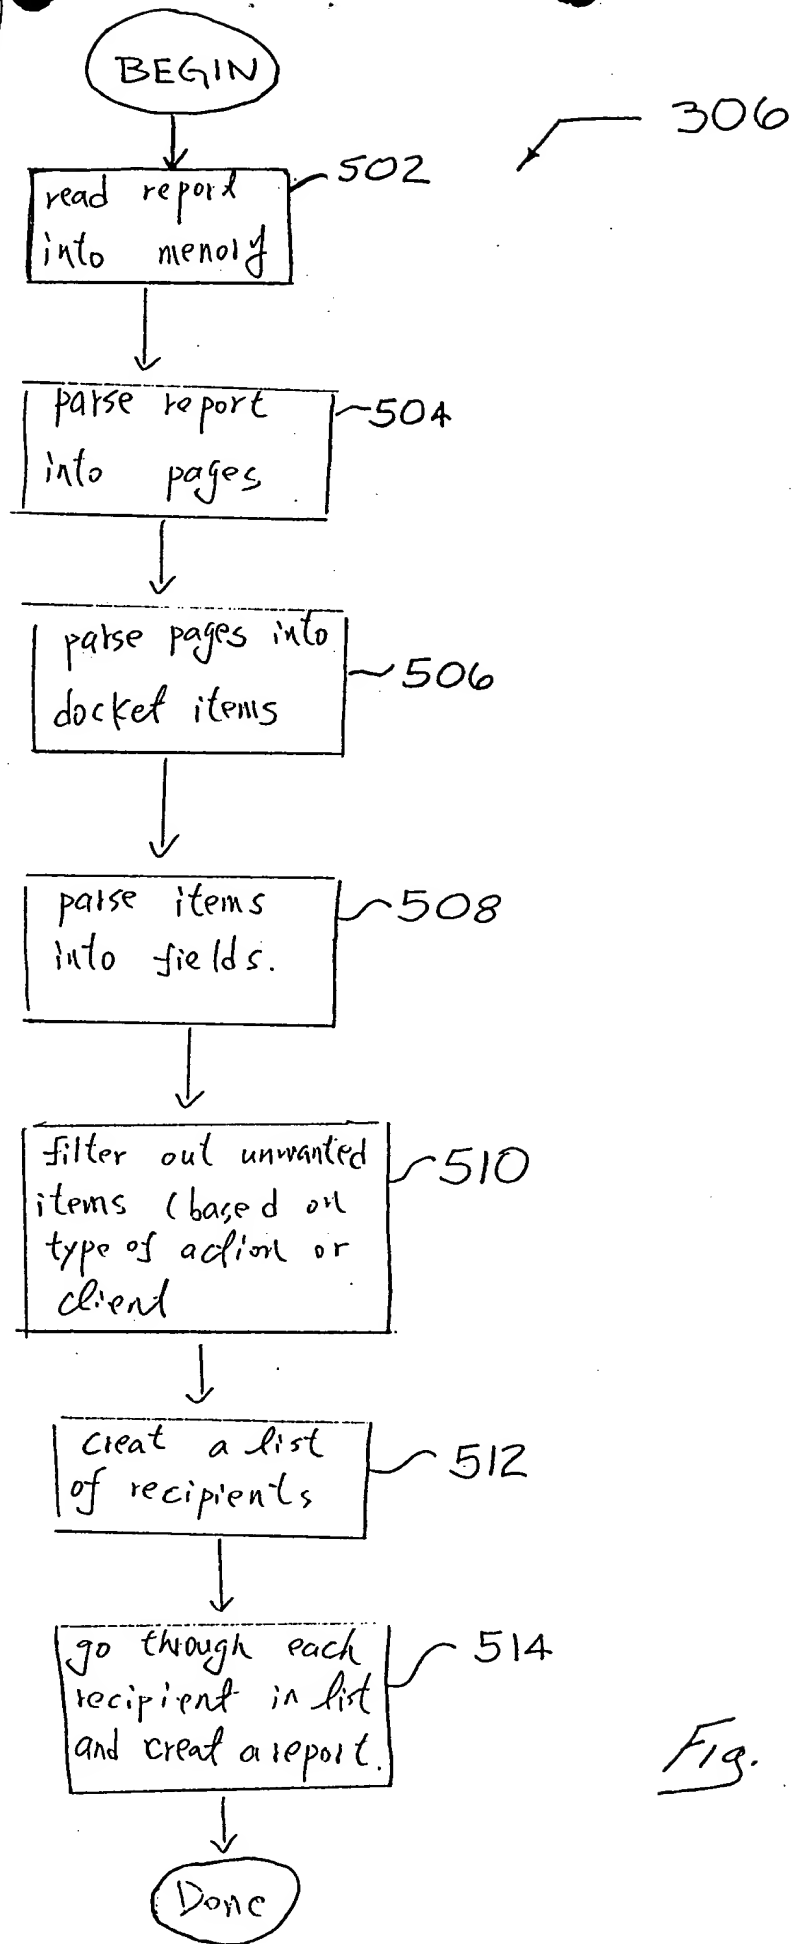 BEGIN
306
502
read report
into memory
504
parse report
into pages
506
parse pages into
docket items
508
parse items
into fields.
510
filter out unwanted
items (based on
type of action or
client
512
creat a list
of recipients
514
go through each
recipient in list
and creat a report.
Fig.
Done